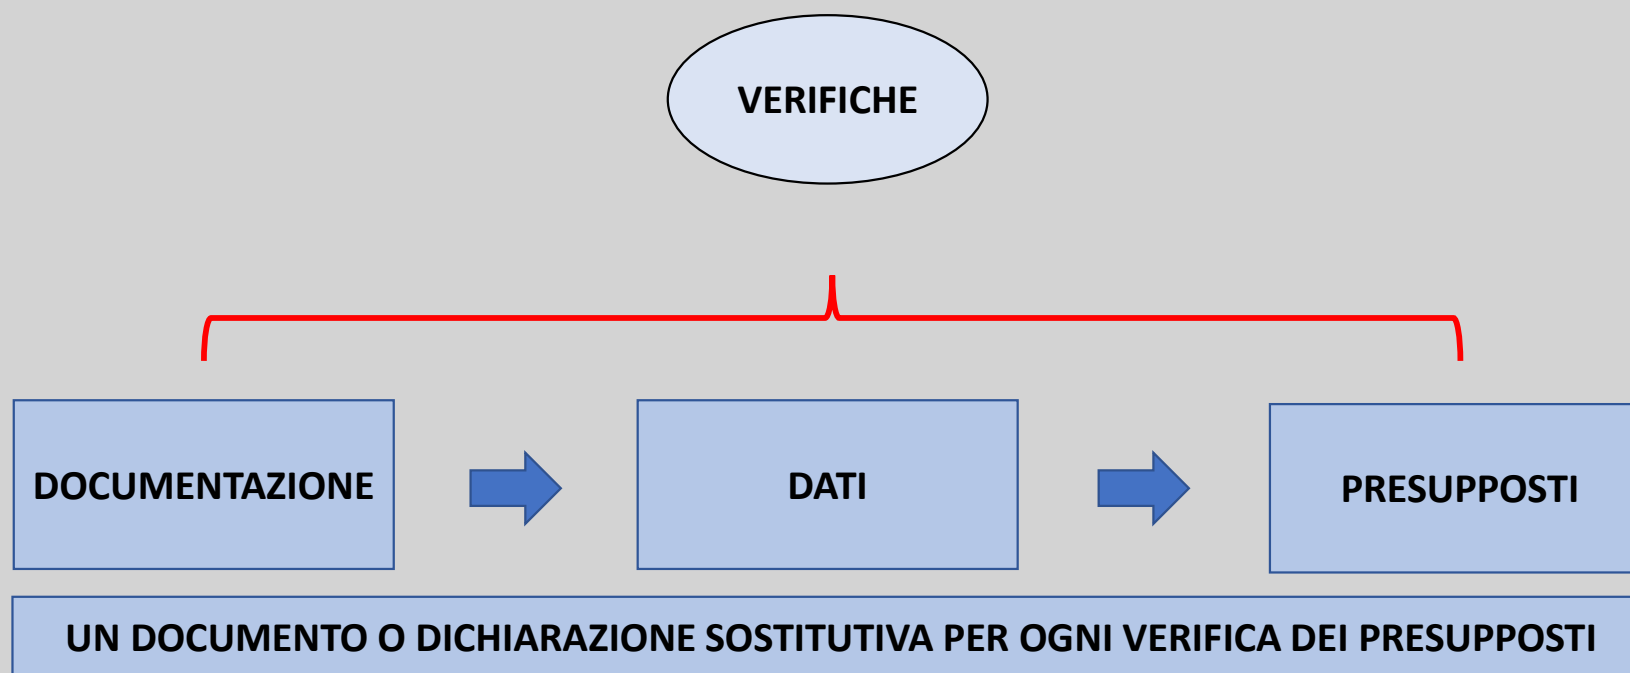 VERIFICHE
DOCUMENTAZIONE
DATI
PRESUPPOSTI
UN DOCUMENTO O DICHIARAZIONE SOSTITUTIVA PER OGNI VERIFICA DEI PRESUPPOSTI